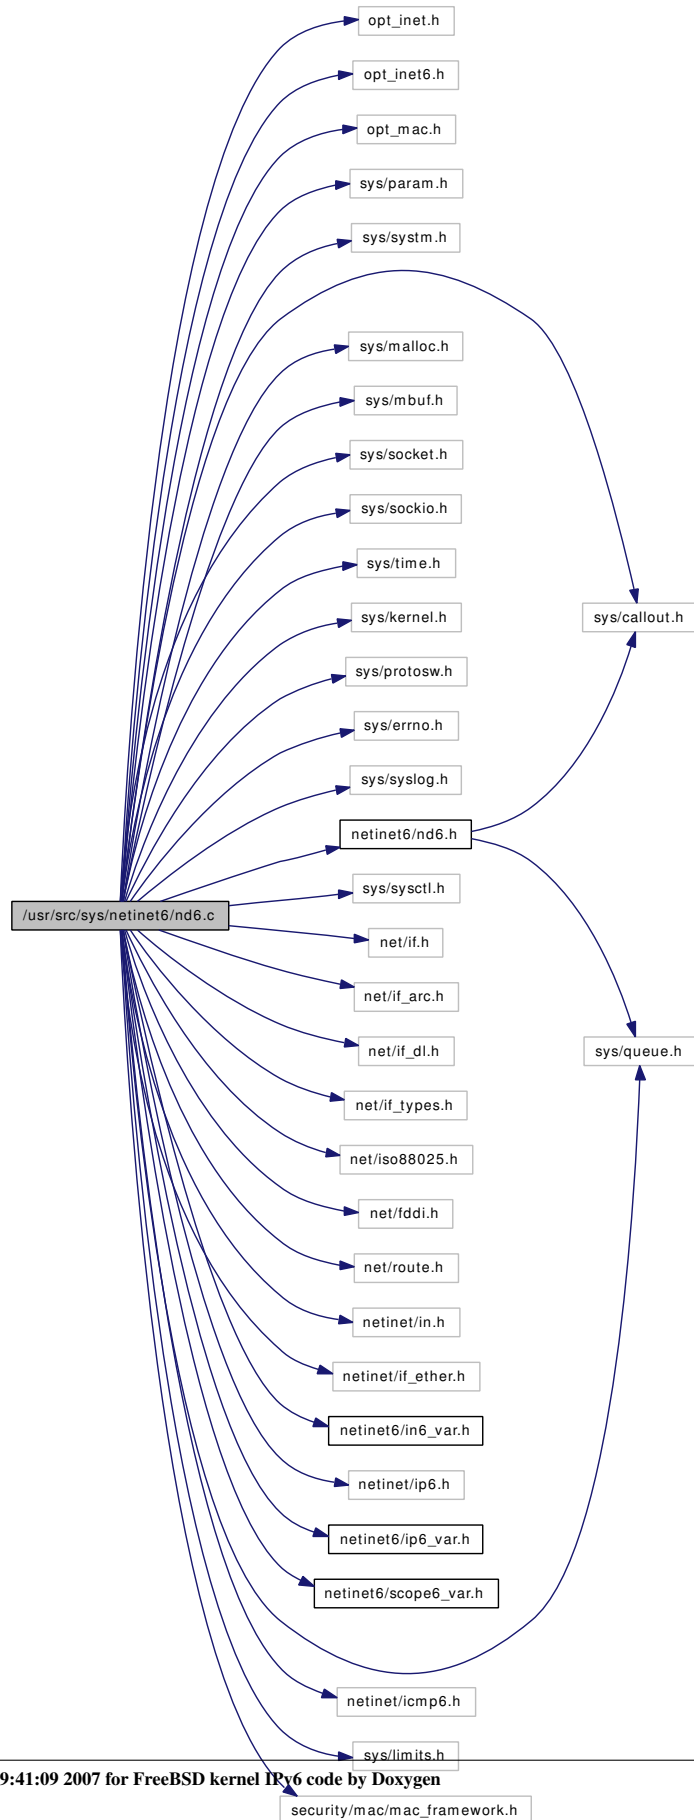 opt_inet.h
opt_inet6.h
opt_mac.h
sys/param.h
sys/systm.h
sys/malloc.h
sys/mbuf.h
sys/socket.h
sys/sockio.h
sys/time.h
sys/callout.h
sys/kernel.h
sys/protosw.h
sys/errno.h
sys/syslog.h
netinet6/nd6.h
sys/sysctl.h
/usr/src/sys/netinet6/nd6.c
net/if.h
net/if_arc.h
net/if_dl.h
sys/queue.h
net/if_types.h
net/iso88025.h
net/fddi.h
net/route.h
netinet/in.h
netinet/if_ether.h
netinet6/in6_var.h
netinet/ip6.h
netinet6/ip6_var.h
netinet6/scope6_var.h
netinet/icmp6.h
sys/limits.h
9:41:09 2007 for FreeBSD kernel IPv6 code by Doxygen
security/mac/mac_framework.h